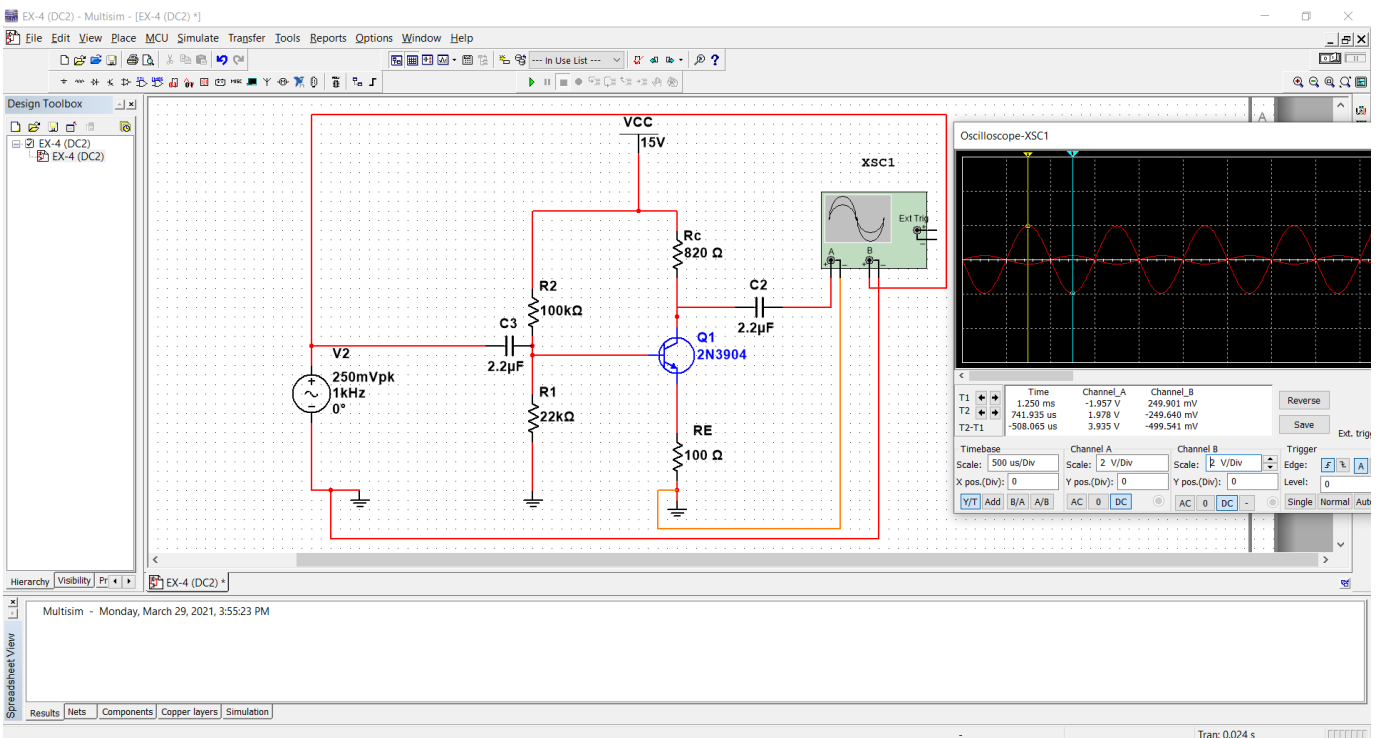 EX-4 (DC2) - Multisim - [EX-4 (DC2) *]
File Edit View Place MCU Simulate Transfer Tools Reports Options Window Help
--- In Use List ---
Design Toolbox
EX-4 (DC2)
EX-4 (DC2)
A
VCC
15V
XSC1
Ext Trig
A
B
Rc
820 Ω
R2
100kΩ
C2
2.2µF
C3
2.2µF
Q1
2N3904
V2
250mVpk
1kHz
0°
R1
22kΩ
RE
100 Ω
Oscilloscope-XSC1
Time Channel_A Channel_B
T1 1.250 ms -1.957 V 249.901 mV
T2 741.935 us 1.978 V -249.640 mV
T2-T1 -508.065 us 3.935 V -499.541 mV
Reverse
Save
Ext. trig
Timebase Channel A Channel B Trigger
Scale: 500 us/Div Scale: 2 V/Div Scale: 2 V/Div Edge: A
X pos.(Div): 0 Y pos.(Div): 0 Y pos.(Div): 0 Level: 0
Y/T Add B/A A/B AC 0 DC AC 0 DC - Single Normal Aut
Hierarchy Visibility Pr
EX-4 (DC2) *
Multisim - Monday, March 29, 2021, 3:55:23 PM
Spreadsheet View
Results Nets Components Copper layers Simulation
- Tran: 0.024 s